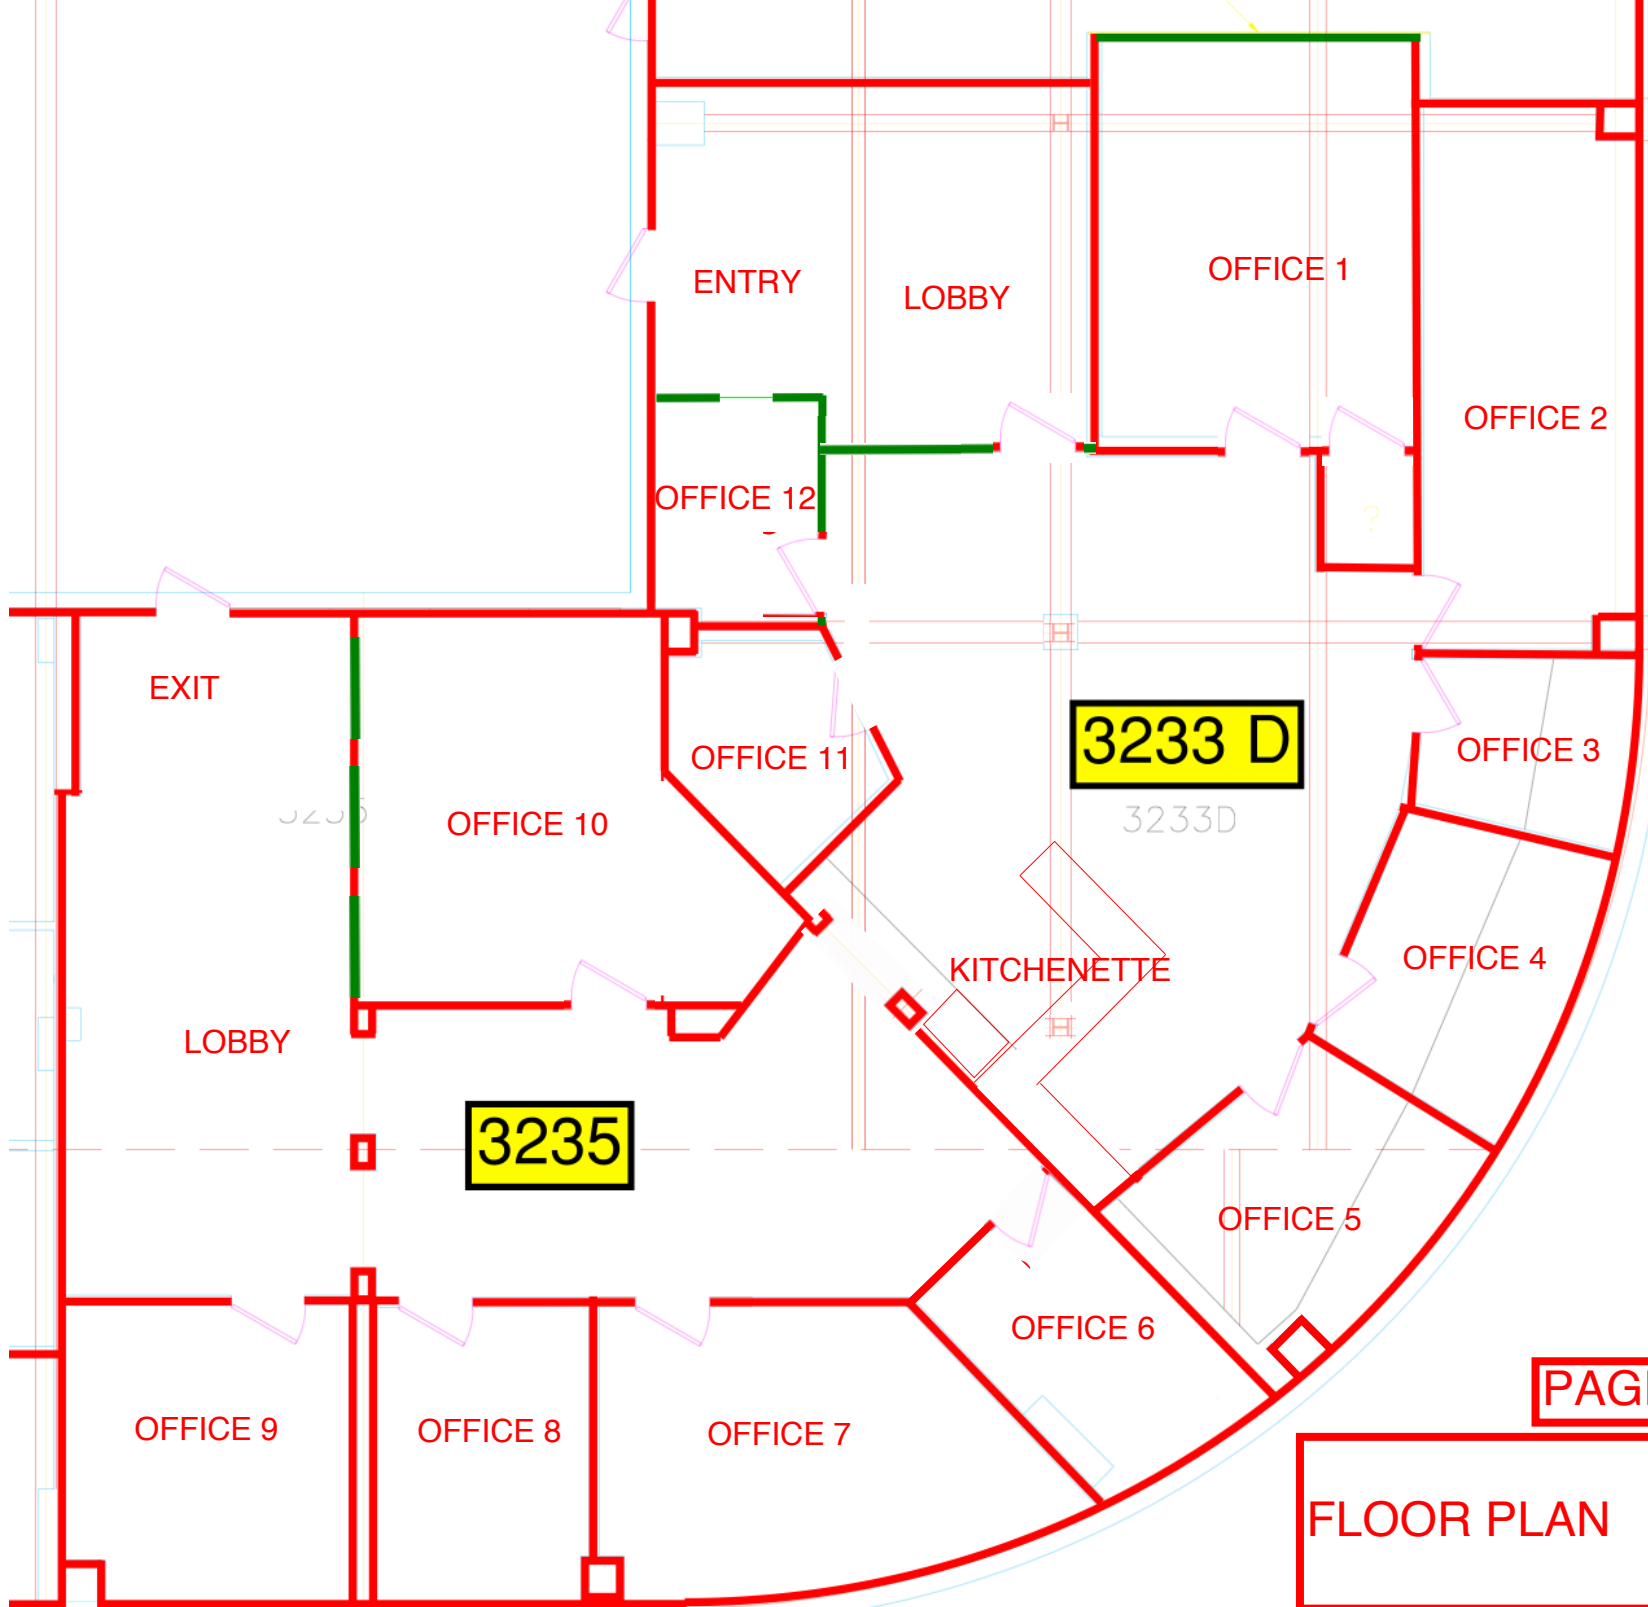 ENTRY
LOBBY
OFFICE 1
OFFICE 2
OFFICE 12
?
EXIT
OFFICE 11
3233 D
OFFICE 3
3235
OFFICE 10
3233D
KITCHENETTE
OFFICE 4
LOBBY
3235
OFFICE 5
OFFICE 6
OFFICE 9
OFFICE 8
OFFICE 7
FLOOR PLAN